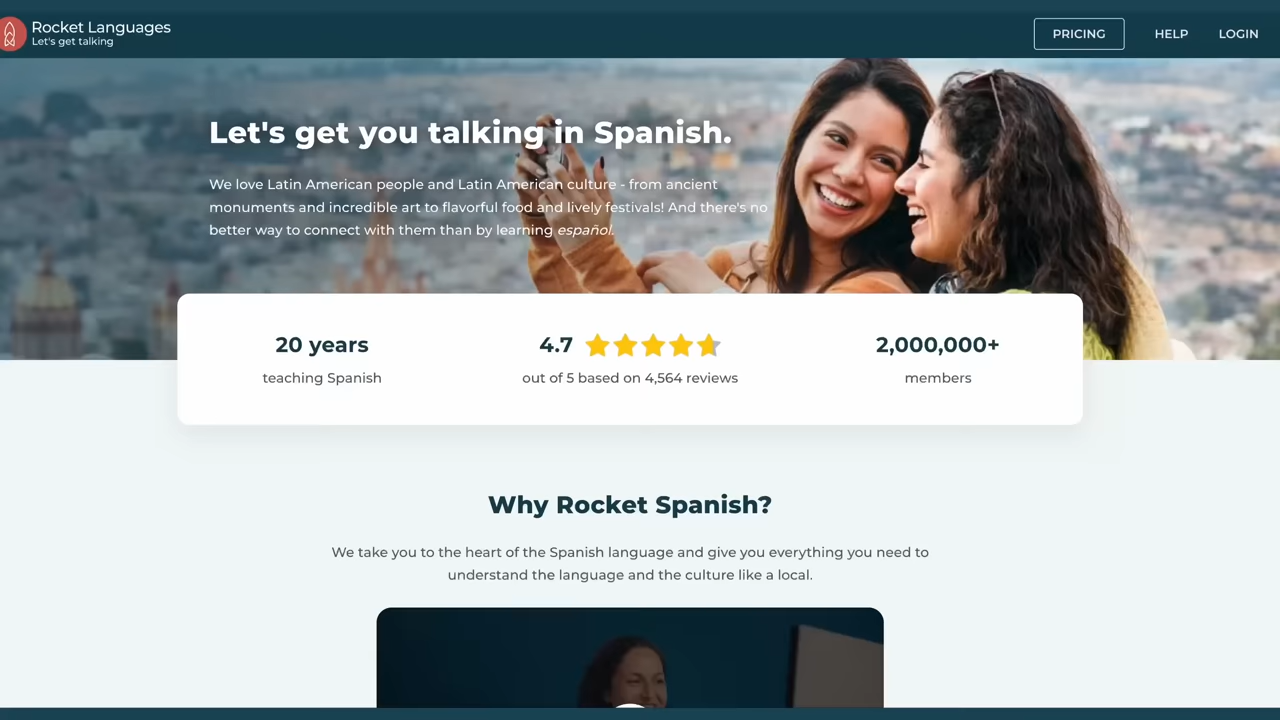 Rocket Languages
Let's get talking
PRICING
HELP
LOGIN
Let's get you talking in Spanish.
We love Latin American people and Latin American culture - from ancient
monuments and incredible art to flavorful food and lively festivals! And there's no
better way to connect with them than by learning español.
20 years
teaching Spanish
4.7
out of 5 based on 4,564 reviews
2,000,000+
members
Why Rocket Spanish?
We take you to the heart of the Spanish language and give you everything you need to
understand the language and the culture like a local.